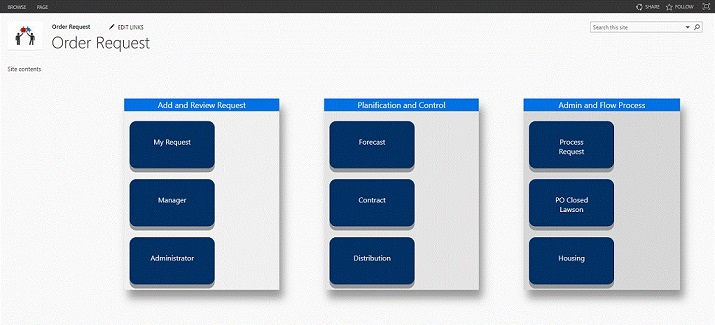 BROWSE PAGE SHARE FOLLOW
Order Request EDIT LINKS
Search this site
Order Request
Site contents
Add and Review Request
My Request
Manager
Administrator
Planification and Control
Forecast
Contract
Distribution
Admin and Flow Process
Process
Request
PO Closed
Lawson
Housing